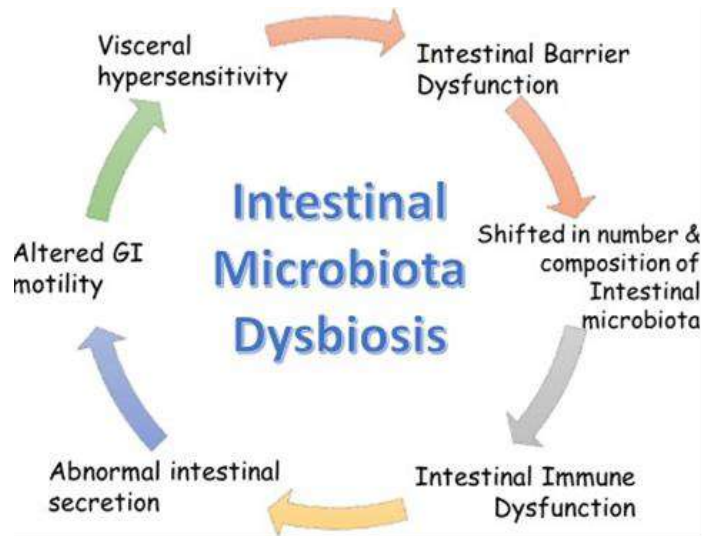 Visceral
hypersensitivity
Intestinal Barrier
Dysfunction
Intestinal
Microbiota
Dysbiosis
Shifted in number &
composition of
Intestinal
microbiota
Altered GI
motility
Abnormal intestinal
secretion
Intestinal Immune
Dysfunction